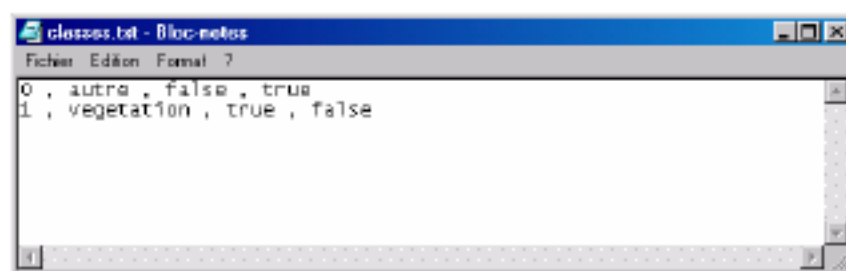 classes.txt - Bloc-notes
Fichier Edition Format ?
0 , autre , false , true
1 , vegetation , true , false